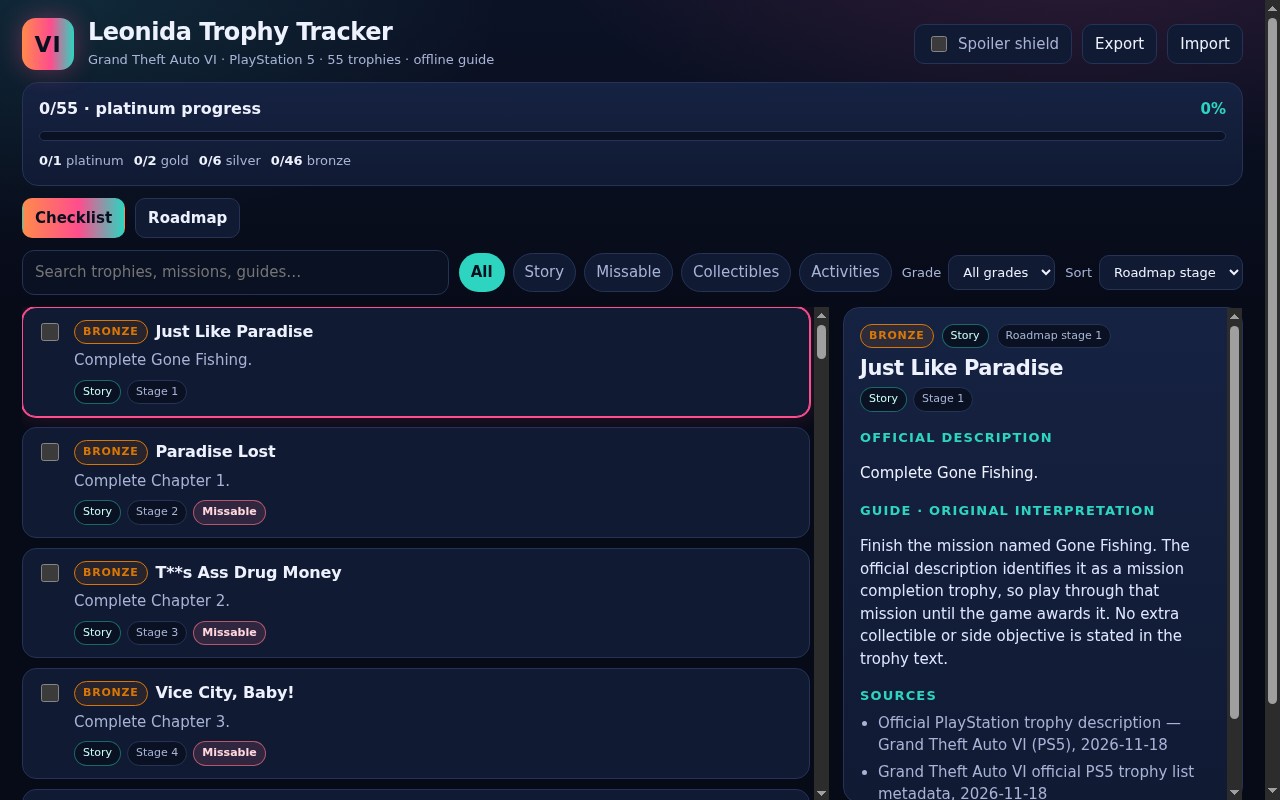 VI
Leonida Trophy Tracker
Grand Theft Auto VI · PlayStation 5 · 55 trophies · offline guide
Spoiler shield
Export
Import
0/55 · platinum progress
0%
0/1 platinum 0/2 gold 0/6 silver 0/46 bronze
Checklist
Roadmap
Search trophies, missions, guides…
All
Story
Missable
Collectibles
Activities
Grade
All grades
Sort
Roadmap stage
BRONZE Just Like Paradise
Complete Gone Fishing.
Story Stage 1
BRONZE Paradise Lost
Complete Chapter 1.
Story Stage 2 Missable
BRONZE T**s Ass Drug Money
Complete Chapter 2.
Story Stage 3 Missable
BRONZE Vice City, Baby!
Complete Chapter 3.
Story Stage 4 Missable
BRONZE Story Roadmap stage 1
Just Like Paradise
Story Stage 1
OFFICIAL DESCRIPTION
Complete Gone Fishing.
GUIDE · ORIGINAL INTERPRETATION
Finish the mission named Gone Fishing. The
official description identifies it as a mission
completion trophy, so play through that
mission until the game awards it. No extra
collectible or side objective is stated in the
trophy text.
SOURCES
• Official PlayStation trophy description —
Grand Theft Auto VI (PS5), 2026-11-18
• Grand Theft Auto VI official PS5 trophy list
metadata, 2026-11-18